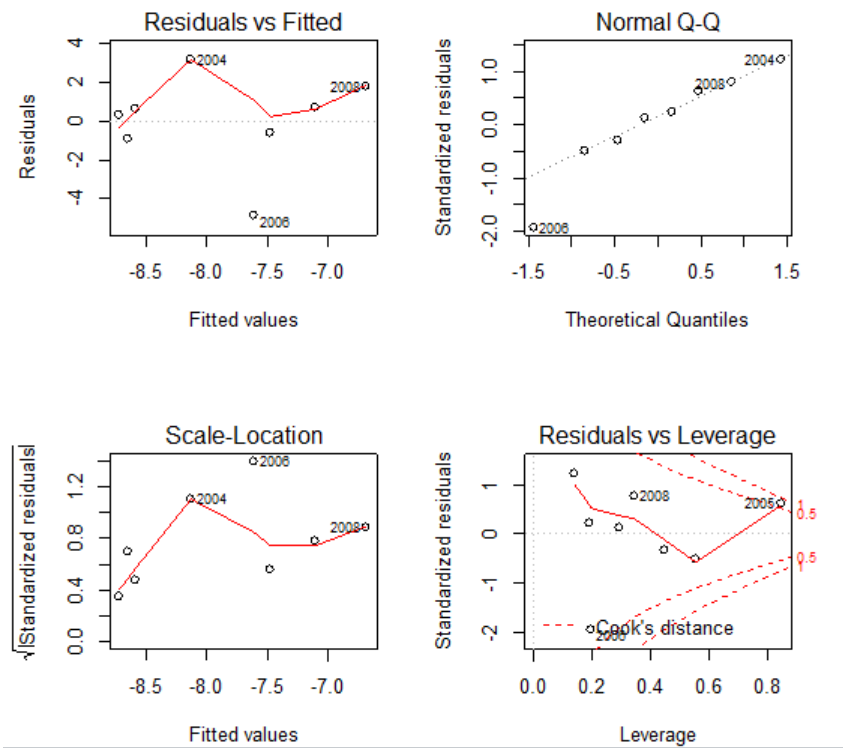 Residuals vs Fitted
4
2
0
-2
-4
Residuals
2004
2008
2006
-8.5 -8.0 -7.5 -7.0
Fitted values
Normal Q-Q
1.0
0.0
-1.0
-2.0
Standardized residuals
2004
2008
2006
-1.5 -0.5 0.5 1.5
Theoretical Quantiles
Scale-Location
1.2
0.8
0.4
0.0
√|Standardized residuals|
2006
2004
2008
-8.5 -8.0 -7.5 -7.0
Fitted values
Residuals vs Leverage
1
0
-1
-2
Standardized residuals
2008
2005
1
0.5
0.5
1
Cook's distance
2006
0.0 0.2 0.4 0.6 0.8
Leverage